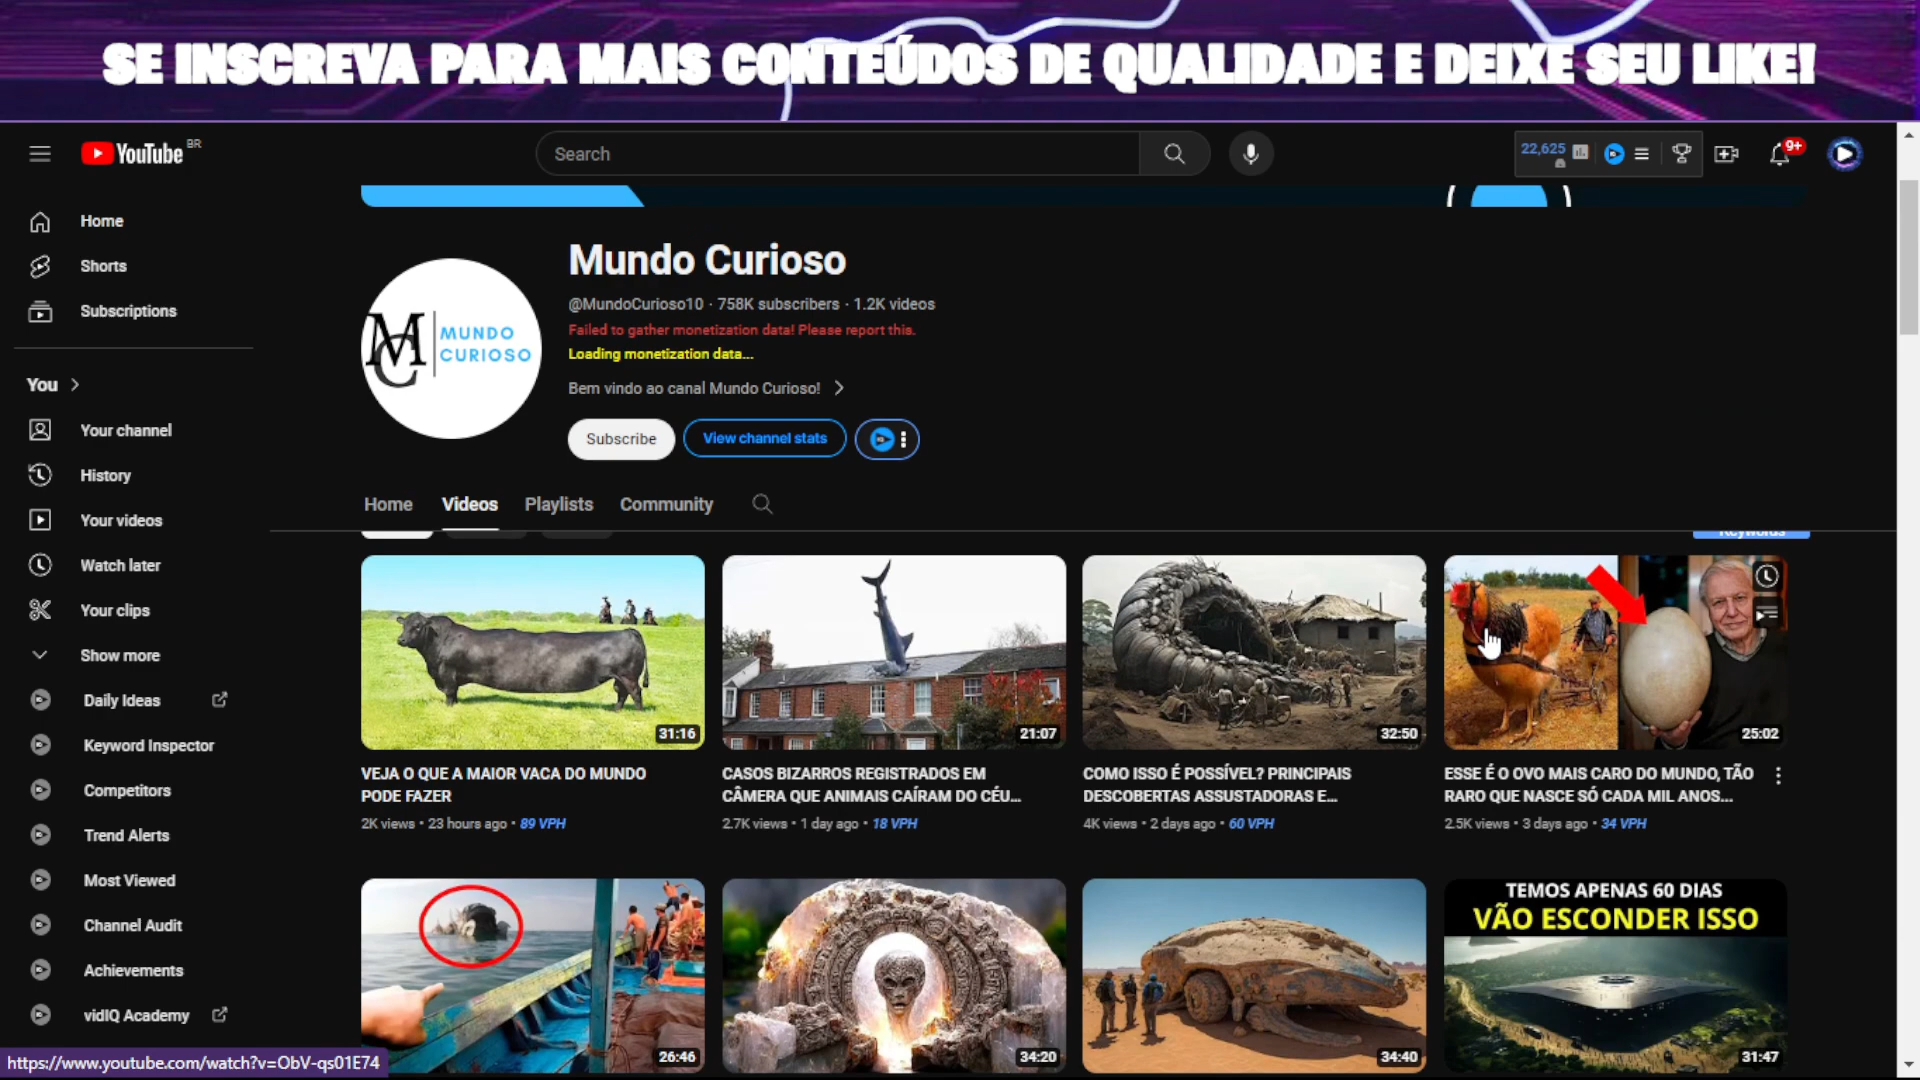 SE INSCREVA PARA MAIS CONTEÚDOS DE QUALIDADE E DEIXE SEU LIKE!
YouTube BR
Search
22,625
9+
Home
Shorts
Subscriptions
You
Your channel
History
Your videos
Watch later
Your clips
Show more
Daily Ideas
Keyword Inspector
Competitors
Trend Alerts
Most Viewed
Channel Audit
Achievements
vidIQ Academy
MC MUNDO
CURIOSO
Mundo Curioso
@MundoCurioso10 · 758K subscribers · 1.2K videos
Failed to gather monetization data! Please report this.
Loading monetization data...
Bem vindo ao canal Mundo Curioso!
Subscribe
View channel stats
Home Videos Playlists Community
Keywords
31:16
21:07
32:50
25:02
VEJA O QUE A MAIOR VACA DO MUNDO
PODE FAZER
2K views • 23 hours ago • 89 VPH
CASOS BIZARROS REGISTRADOS EM
CÂMERA QUE ANIMAIS CAÍRAM DO CÉU...
2.7K views • 1 day ago • 18 VPH
COMO ISSO É POSSÍVEL? PRINCIPAIS
DESCOBERTAS ASSUSTADORAS E...
4K views • 2 days ago • 60 VPH
ESSE É O OVO MAIS CARO DO MUNDO, TÃO
RARO QUE NASCE SÓ CADA MIL ANOS...
2.5K views • 3 days ago • 34 VPH
26:46
34:20
34:40
TEMOS APENAS 60 DIAS
VÃO ESCONDER ISSO
31:47
https://www.youtube.com/watch?v=ObV-qs01E74